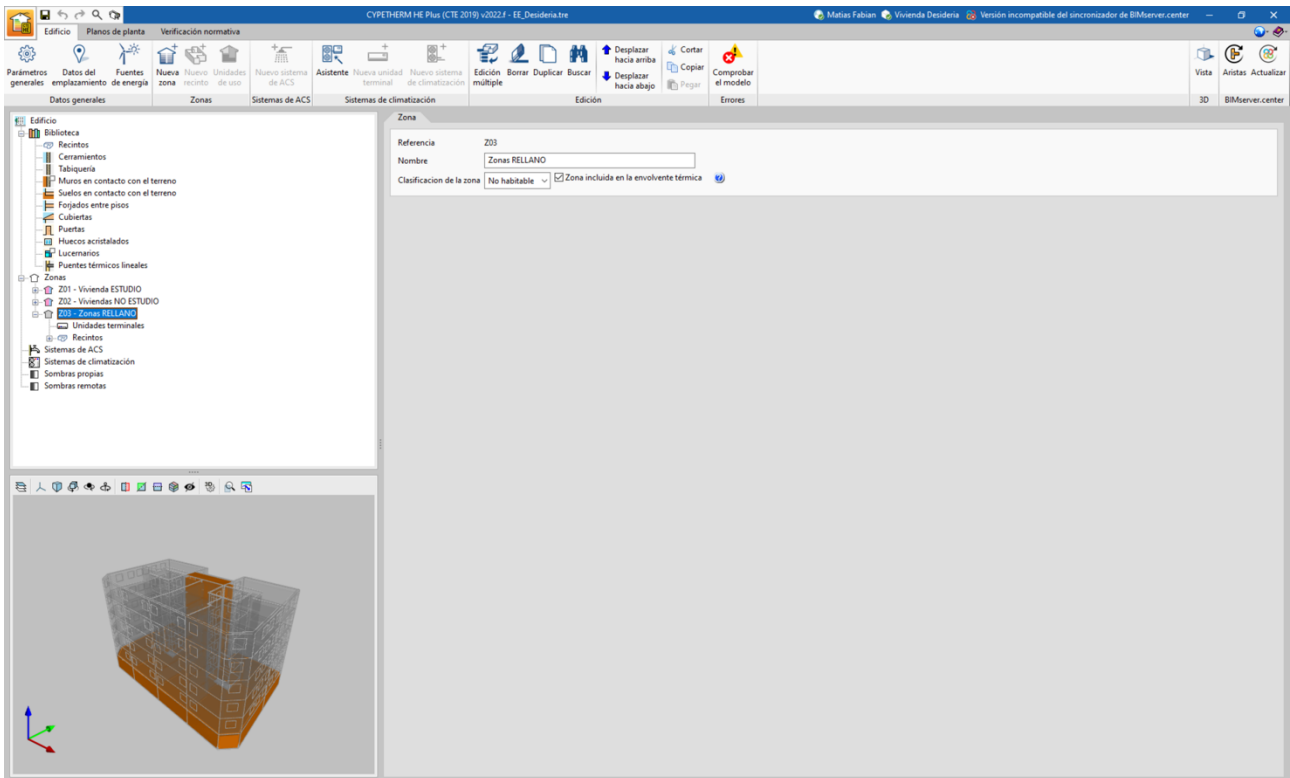 CYPETHERM HE Plus (CTE 2019) v2022.f - EE_Desideria.tre
Matias Fabian
Vivienda Desideria
Versión incompatible del sincronizador de BIMserver.center
Edificio
Planos de planta
Verificación normativa
Parámetros generales
Datos del emplazamiento
Fuentes de energía
Nueva zona
Nuevo recinto
Unidades de uso
Nuevo sistema de ACS
Asistente
Nueva unidad terminal
Nuevo sistema de climatización
Edición múltiple
Borrar
Duplicar
Buscar
Desplazar hacia arriba
Desplazar hacia abajo
Cortar
Copiar
Pegar
Comprobar el modelo
Vista
Aristas
Actualizar
Datos generales
Zonas
Sistemas de ACS
Sistemas de climatización
Edición
Errores
3D
BIMserver.center
Edificio
Biblioteca
Recintos
Cerramientos
Tabiquería
Muros en contacto con el terreno
Suelos en contacto con el terreno
Forjados entre pisos
Cubiertas
Puertas
Huecos acristalados
Lucernarios
Puentes térmicos lineales
Zonas
Z01 - Vivienda ESTUDIO
Z02 - Viviendas NO ESTUDIO
Z03 - Zonas RELLANO
Unidades terminales
Recintos
Sistemas de ACS
Sistemas de climatización
Sombras propias
Sombras remotas
Zona
Referencia Z03
Nombre Zonas RELLANO
Clasificacion de la zona No habitable Zona incluida en la envolvente térmica